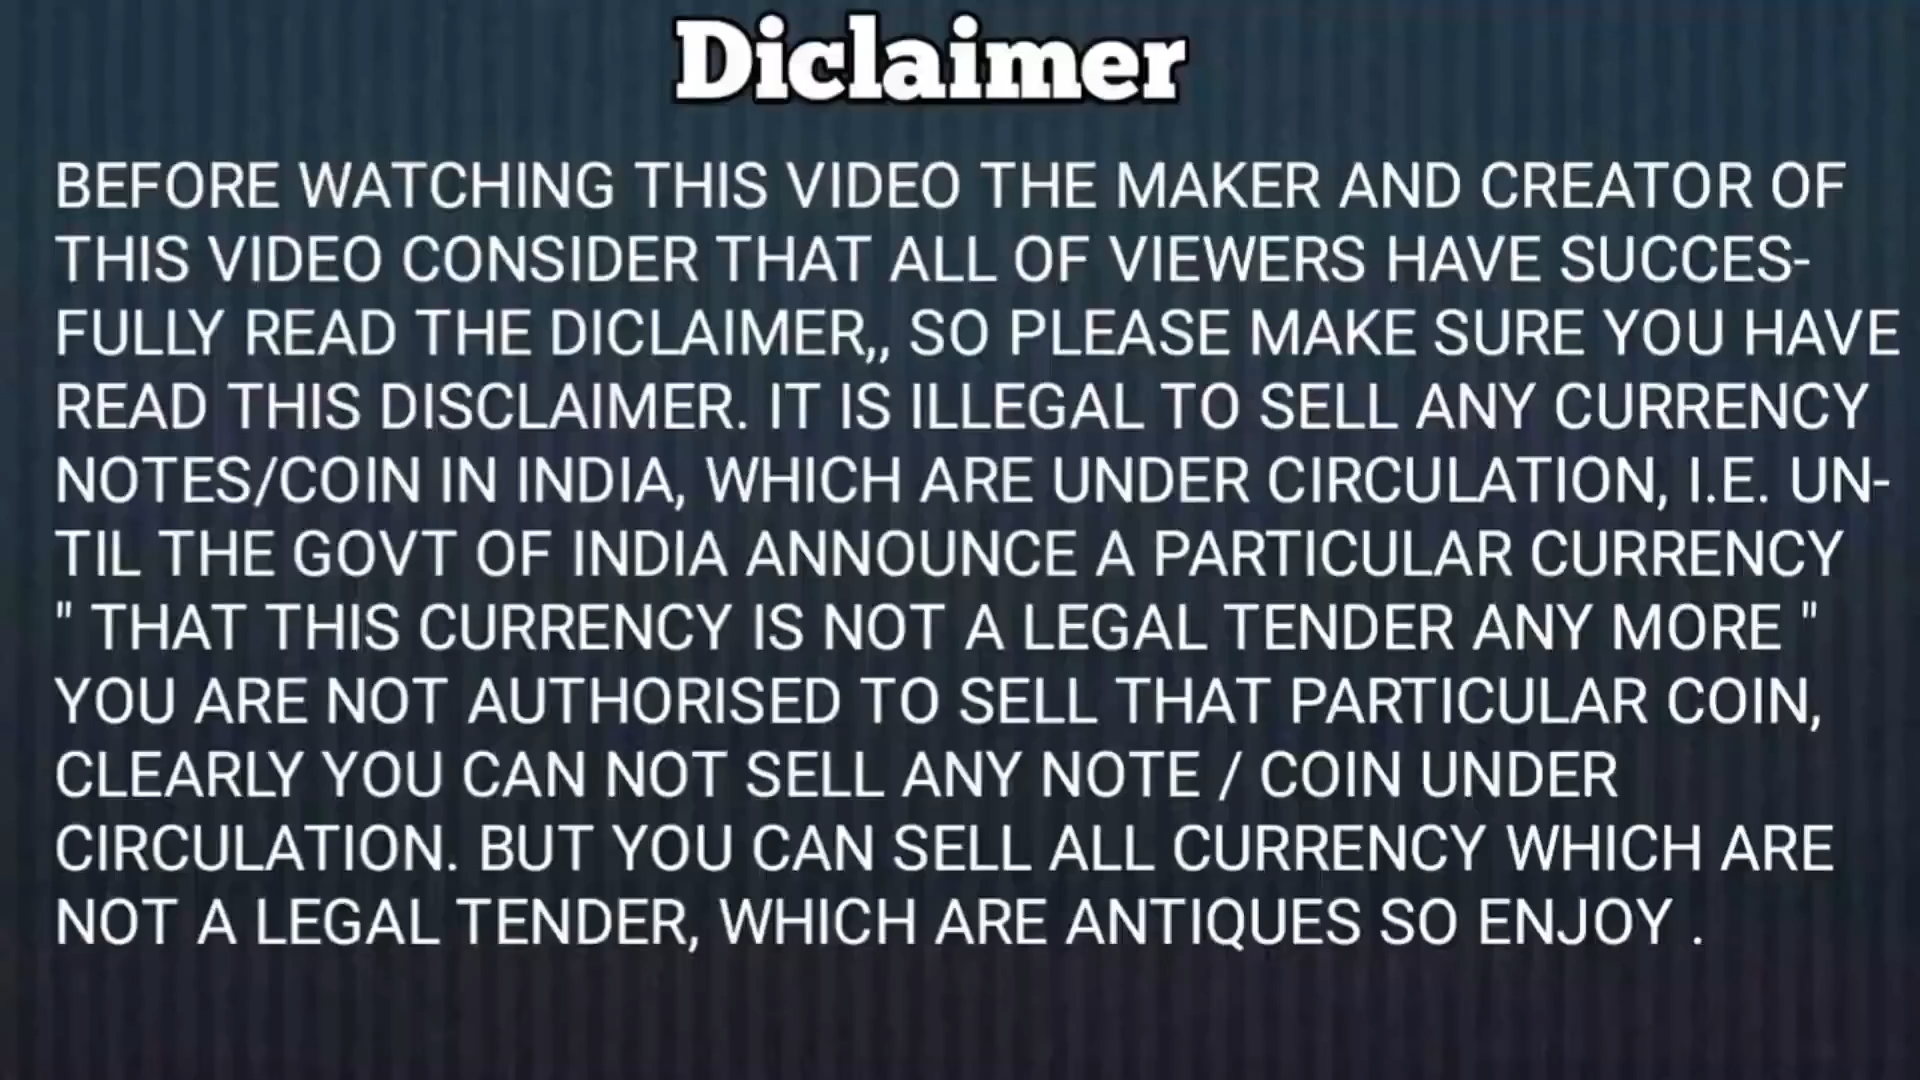 Diclaimer
BEFORE WATCHING THIS VIDEO THE MAKER AND CREATOR OF
THIS VIDEO CONSIDER THAT ALL OF VIEWERS HAVE SUCCES-
FULLY READ THE DICLAIMER,, SO PLEASE MAKE SURE YOU HAVE
READ THIS DISCLAIMER. IT IS ILLEGAL TO SELL ANY CURRENCY
NOTES/COIN IN INDIA, WHICH ARE UNDER CIRCULATION, I.E. UN-
TIL THE GOVT OF INDIA ANNOUNCE A PARTICULAR CURRENCY
" THAT THIS CURRENCY IS NOT A LEGAL TENDER ANY MORE "
YOU ARE NOT AUTHORISED TO SELL THAT PARTICULAR COIN,
CLEARLY YOU CAN NOT SELL ANY NOTE / COIN UNDER
CIRCULATION. BUT YOU CAN SELL ALL CURRENCY WHICH ARE
NOT A LEGAL TENDER, WHICH ARE ANTIQUES SO ENJOY .